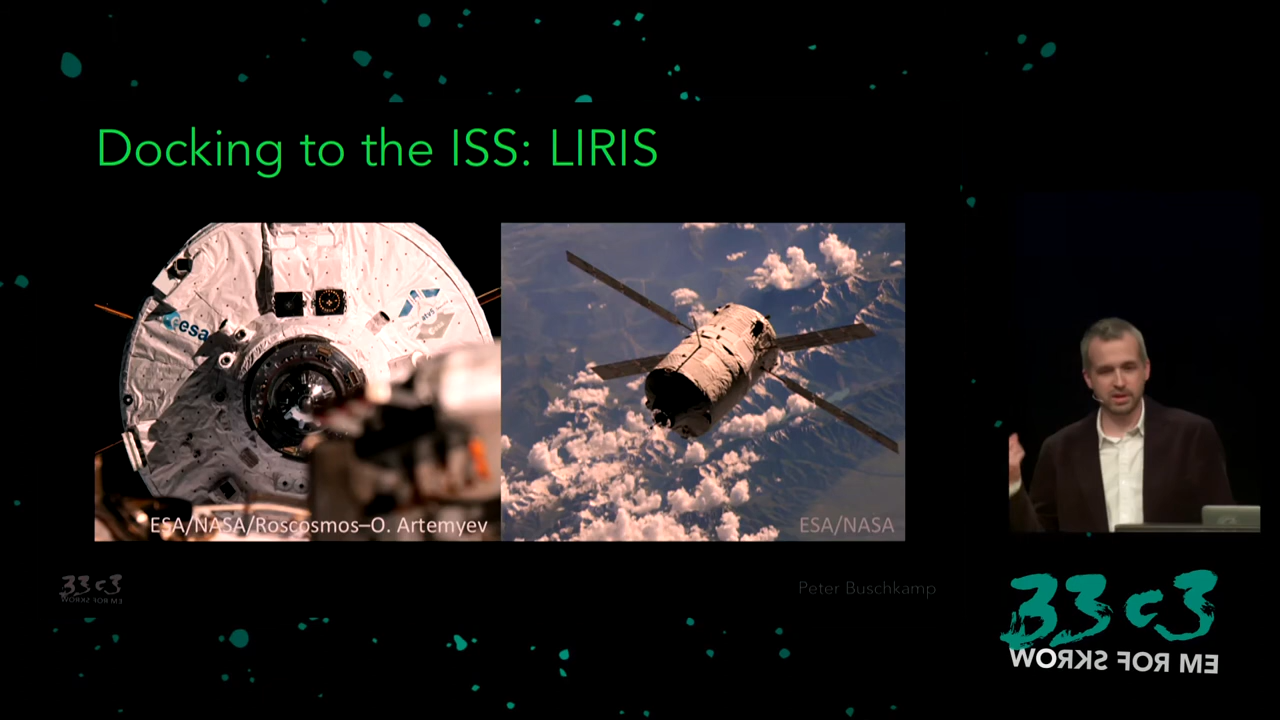 Docking to the ISS: LIRIS
esa
atv5
ESA/NASA/Roscosmos–O. Artemyev
ESA/NASA
33c3
WORKS FOR ME
Peter Buschkamp
33c3
WORKS FOR ME